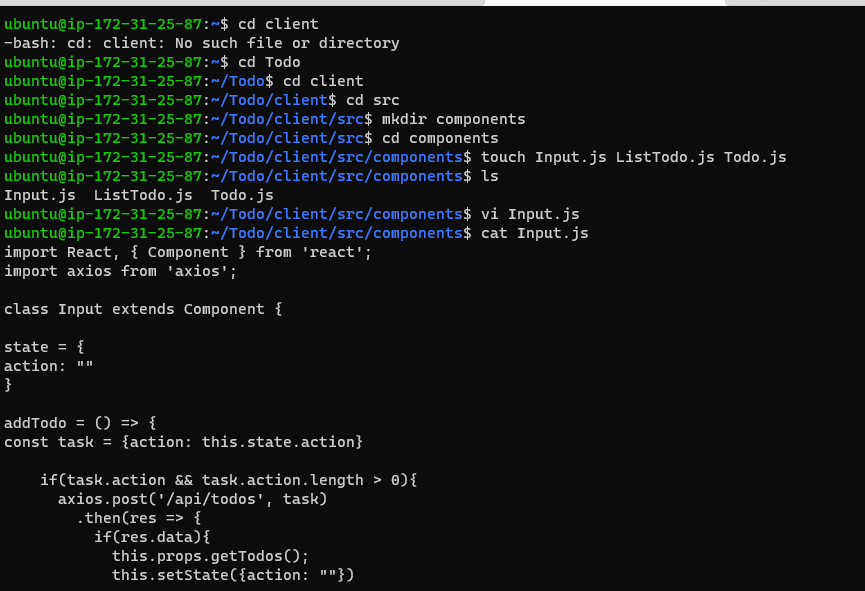 ubuntu@ip-172-31-25-87:~$ cd client
-bash: cd: client: No such file or directory
ubuntu@ip-172-31-25-87:~$ cd Todo
ubuntu@ip-172-31-25-87:~/Todo$ cd client
ubuntu@ip-172-31-25-87:~/Todo/client$ cd src
ubuntu@ip-172-31-25-87:~/Todo/client/src$ mkdir components
ubuntu@ip-172-31-25-87:~/Todo/client/src$ cd components
ubuntu@ip-172-31-25-87:~/Todo/client/src/components$ touch Input.js ListTodo.js Todo.js
ubuntu@ip-172-31-25-87:~/Todo/client/src/components$ ls
Input.js  ListTodo.js  Todo.js
ubuntu@ip-172-31-25-87:~/Todo/client/src/components$ vi Input.js
ubuntu@ip-172-31-25-87:~/Todo/client/src/components$ cat Input.js
import React, { Component } from 'react';
import axios from 'axios';

class Input extends Component {

state = {
action: ""
}

addTodo = () => {
const task = {action: this.state.action}

    if(task.action && task.action.length > 0){
      axios.post('/api/todos', task)
        .then(res => {
          if(res.data){
            this.props.getTodos();
            this.setState({action: ""})